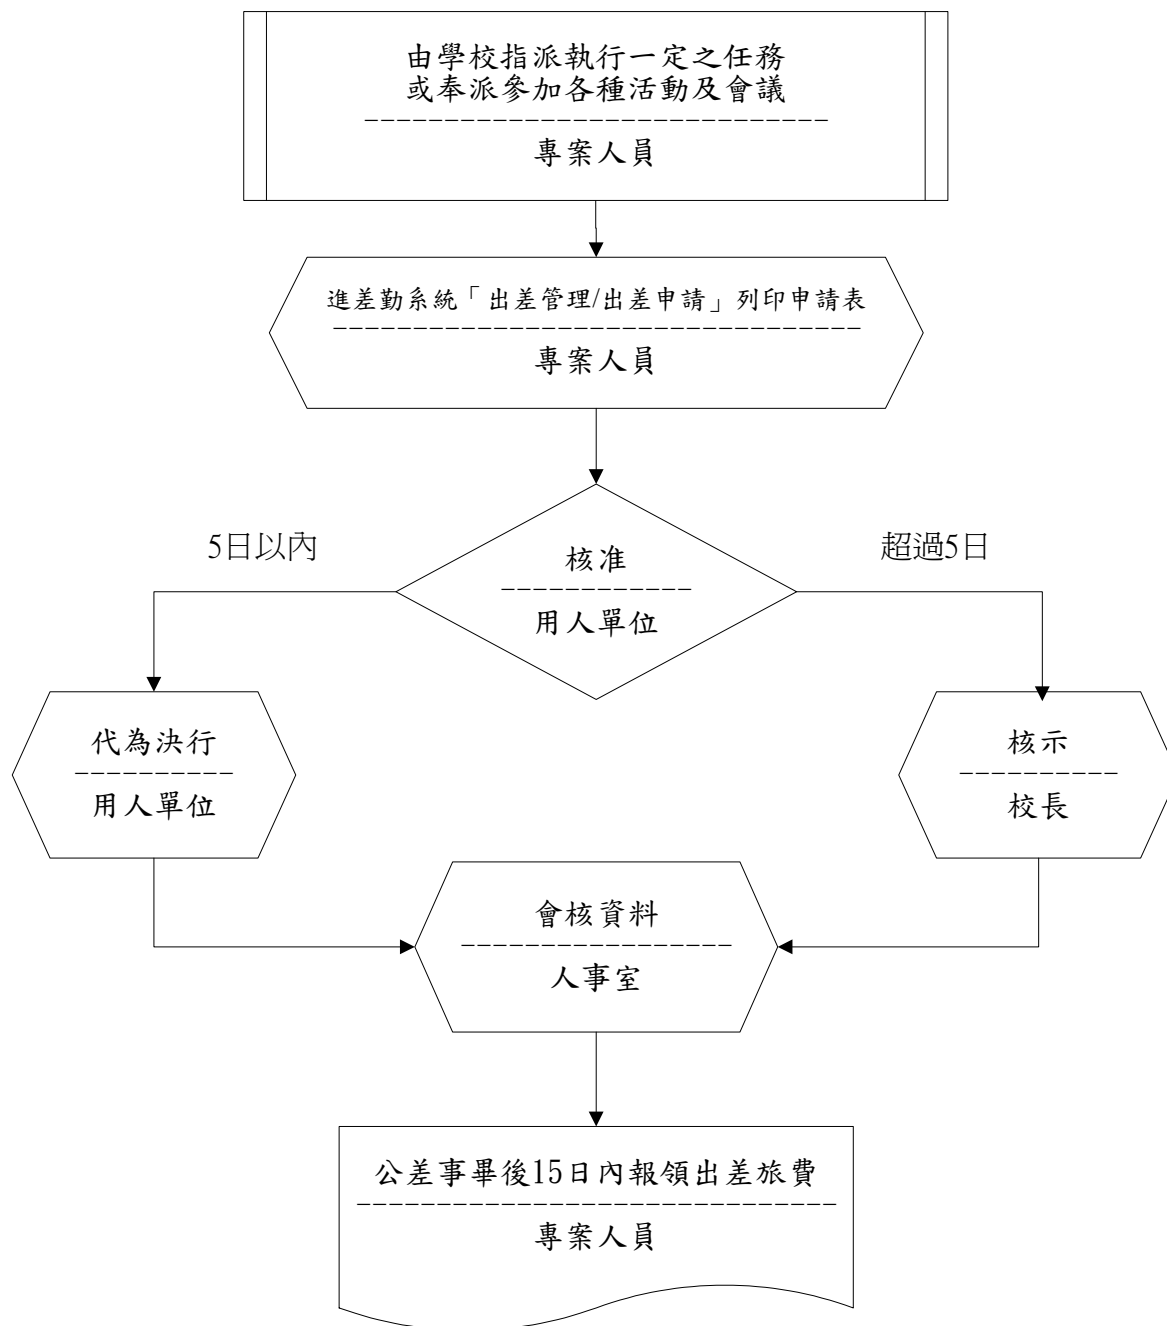 由學校指派執行一定之任務
或奉派參加各種活動及會議
專案人員
進差勤系統「出差管理/出差申請」列印申請表
專案人員
5日以內
超過5日
核准
用人單位
代為決行
用人單位
核示
校長
會核資料
人事室
公差事畢後15日內報領出差旅費
專案人員